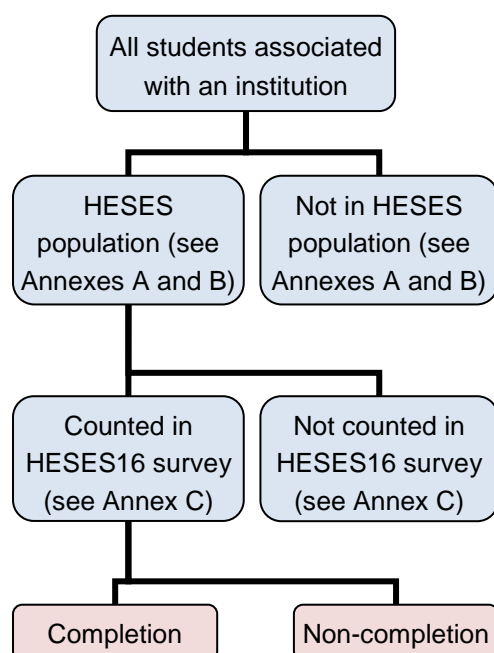 All students associated
with an institution
HESES
population (see
Annexes A and B)
Not in HESES
population (see
Annexes A and B)
Counted in
HESES16 survey
(see Annex C)
Not counted in
HESES16 survey
(see Annex C)
Completion
Non-completion